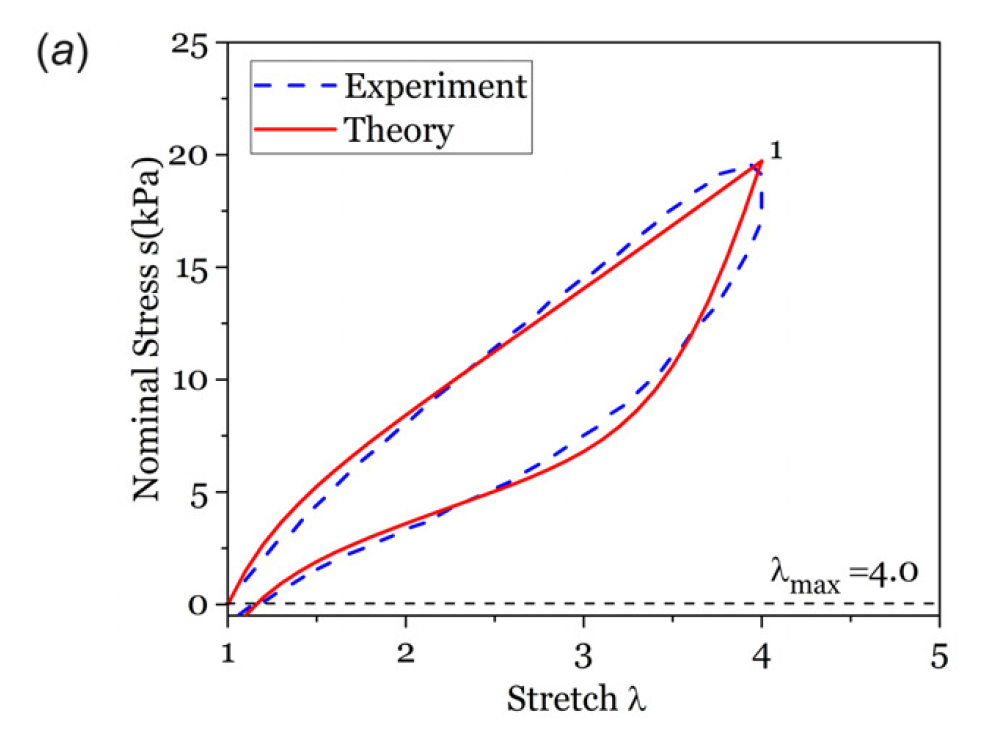 (a)
25
20
15
10
5
0
Nominal Stress s(kPa)
Experiment
Theory
1
λmax =4.0
1 2 3 4 5
Stretch λ